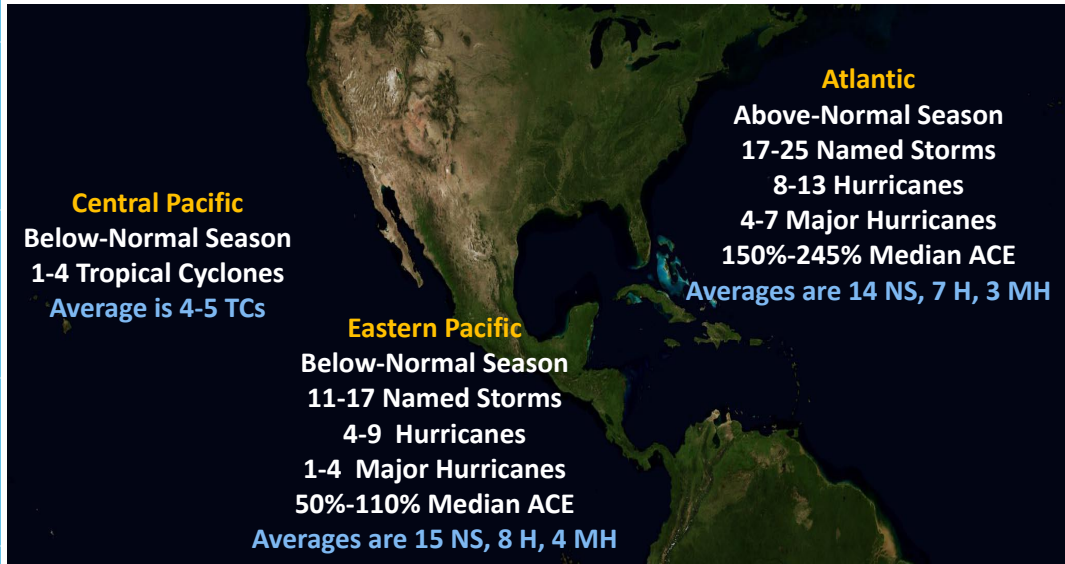 Central Pacific
Below-Normal Season
1-4 Tropical Cyclones
Average is 4-5 TCs
Eastern Pacific
Below-Normal Season
11-17 Named Storms
4-9 Hurricanes
1-4 Major Hurricanes
50%-110% Median ACE
Averages are 15 NS, 8 H, 4 MH
Atlantic
Above-Normal Season
17-25 Named Storms
8-13 Hurricanes
4-7 Major Hurricanes
150%-245% Median ACE
Averages are 14 NS, 7 H, 3 MH